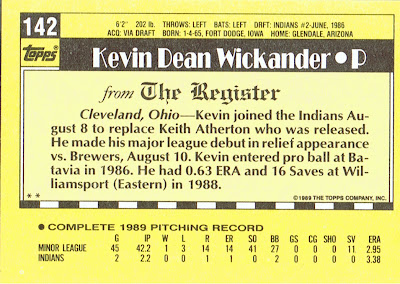 142
6'2" 202 lb. THROWS: LEFT BATS: LEFT DRFT: INDIANS #2-JUNE, 1986
ACQ: VIA DRAFT BORN: 1-4-65, FORT DODGE, IOWA HOME: GLENDALE, ARIZONA
Topps
Kevin Dean Wickander • P
from The Register
Cleveland, Ohio—Kevin joined the Indians Au-
gust 8 to replace Keith Atherton who was released.
He made his major league debut in relief appearance
vs. Brewers, August 10. Kevin entered pro ball at Ba-
tavia in 1986. He had 0.63 ERA and 16 Saves at Wil-
liamsport (Eastern) in 1988.
**
©1989 THE TOPPS COMPANY, INC.
• COMPLETE 1989 PITCHING RECORD
G IP W L R ER SO BB GS CG SHO SV ERA
MINOR LEAGUE 45 42.2 1 3 14 14 41 27 0 0 0 11 2.95
INDIANS 2 2.2 0 0 1 1 0 2 0 0 0 0 3.38